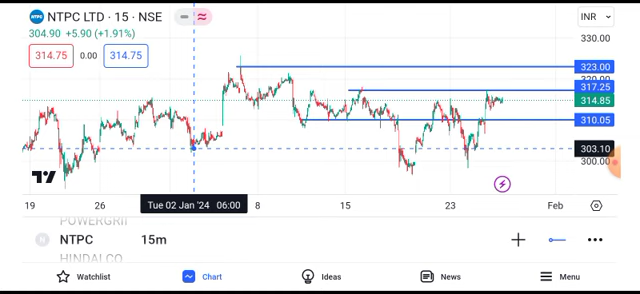 NTPC LTD · 15 · NSE
INR
304.90 +5.90 (+1.91%)
314.75 0.00 314.75
330.00
323.00
320.00
317.25
314.85
310.05
303.10
300.00
19 26 Tue 02 Jan '24 06:00 8 15 23 Feb
POWERGRI
N NTPC 15m
HINDALCO
Watchlist Chart Ideas News Menu